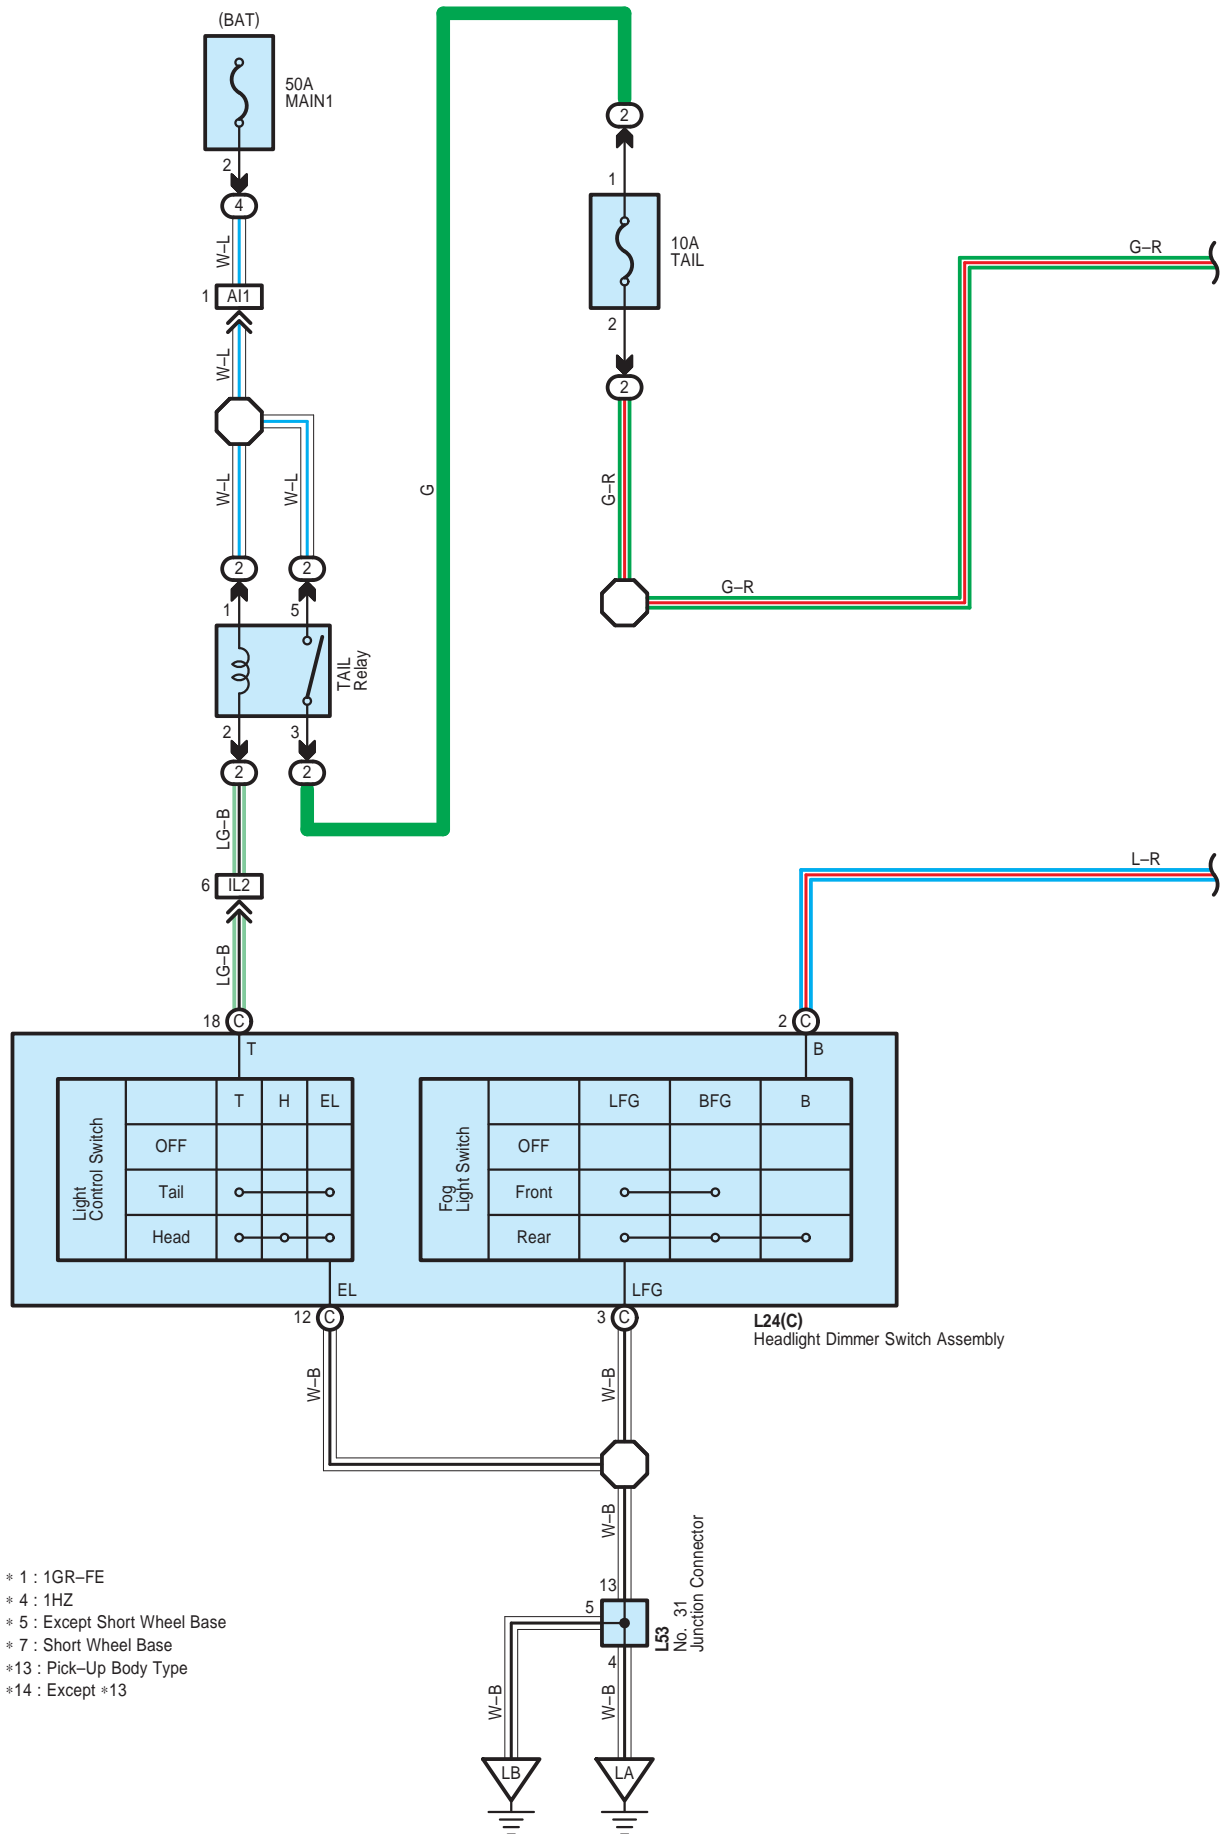 (BAT)
50A
MAIN1
2
4
W–L
1
AI1
W–L
W–L
W–L
2
2
1
5
TAIL
Relay
2
3
2
2
G
2
1
10A
TAIL
2
2
G–R
G–R
G–R
LG–B
6
IL2
LG–B
L–R
18
C
T
2
C
B
Light
Control Switch
T
H
EL
OFF
Tail
Head
Fog
Light Switch
LFG
BFG
B
OFF
Front
Rear
EL
LFG
12
C
3
C
L24(C)
Headlight Dimmer Switch Assembly
W–B
W–B
W–B
13
5
4
L53
No. 31
Junction Connector
W–B
W–B
LB
LA
* 1 : 1GR–FE
* 4 : 1HZ
* 5 : Except Short Wheel Base
* 7 : Short Wheel Base
*13 : Pick–Up Body Type
*14 : Except *13